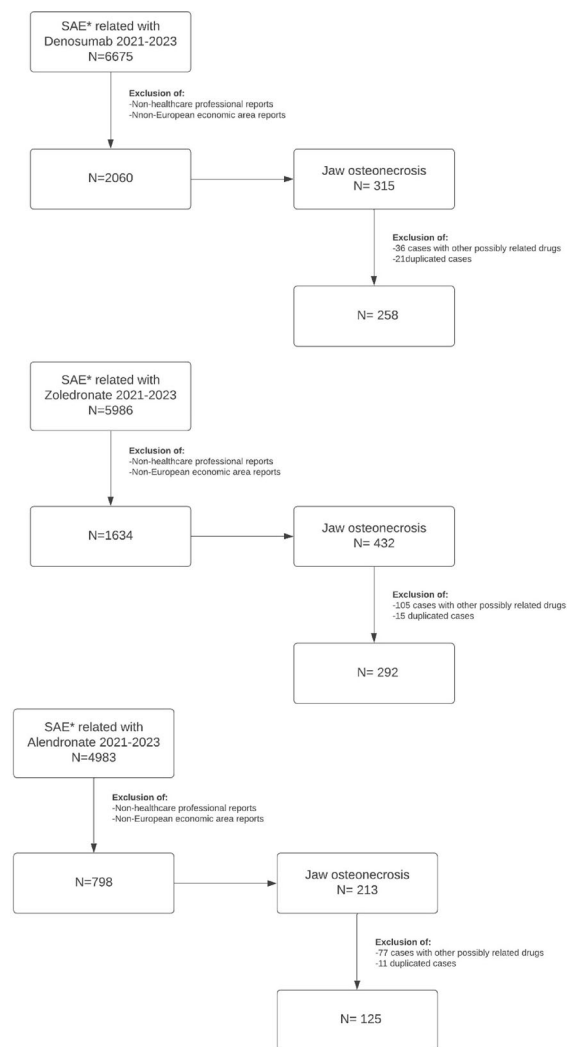 SAE* related with
Denosumab 2021-2023
N=6675
Exclusion of:
-Non-healthcare professional reports
-Nnon-European economic area reports
N=2060
Jaw osteonecrosis
N= 315
Exclusion of:
-36 cases with other possibly related drugs
-21duplicated cases
N= 258
SAE* related with
Zoledronate 2021-2023
N=5986
Exclusion of:
-Non-healthcare professional reports
-Non-European economic area reports
N=1634
Jaw osteonecrosis
N= 432
Exclusion of:
-105 cases with other possibly related drugs
-15 duplicated cases
N= 292
SAE* related with
Alendronate 2021-2023
N=4983
Exclusion of:
-Non-healthcare professional reports
-Non-European economic area reports
N=798
Jaw osteonecrosis
N= 213
Exclusion of:
-77 cases with other possibly related drugs
-11 duplicated cases
N= 125